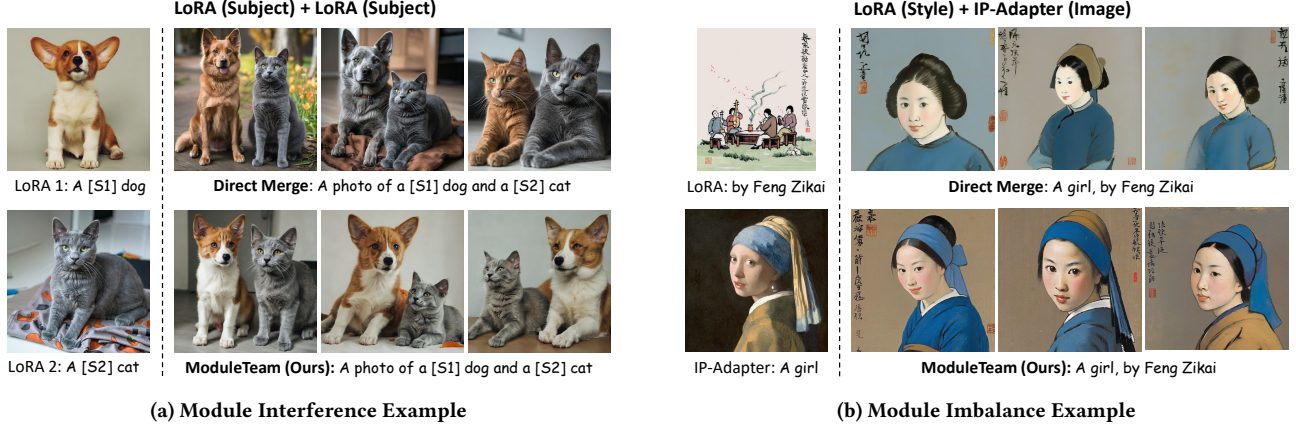 LoRA (Subject) + LoRA (Subject)
LoRA 1: A [S1] dog
Direct Merge: A photo of a [S1] dog and a [S2] cat
LoRA 2: A [S2] cat
ModuleTeam (Ours): A photo of a [S1] dog and a [S2] cat
(a) Module Interference Example
LoRA (Style) + IP-Adapter (Image)
LoRA: by Feng Zikai
Direct Merge: A girl, by Feng Zikai
IP-Adapter: A girl
ModuleTeam (Ours): A girl, by Feng Zikai
(b) Module Imbalance Example